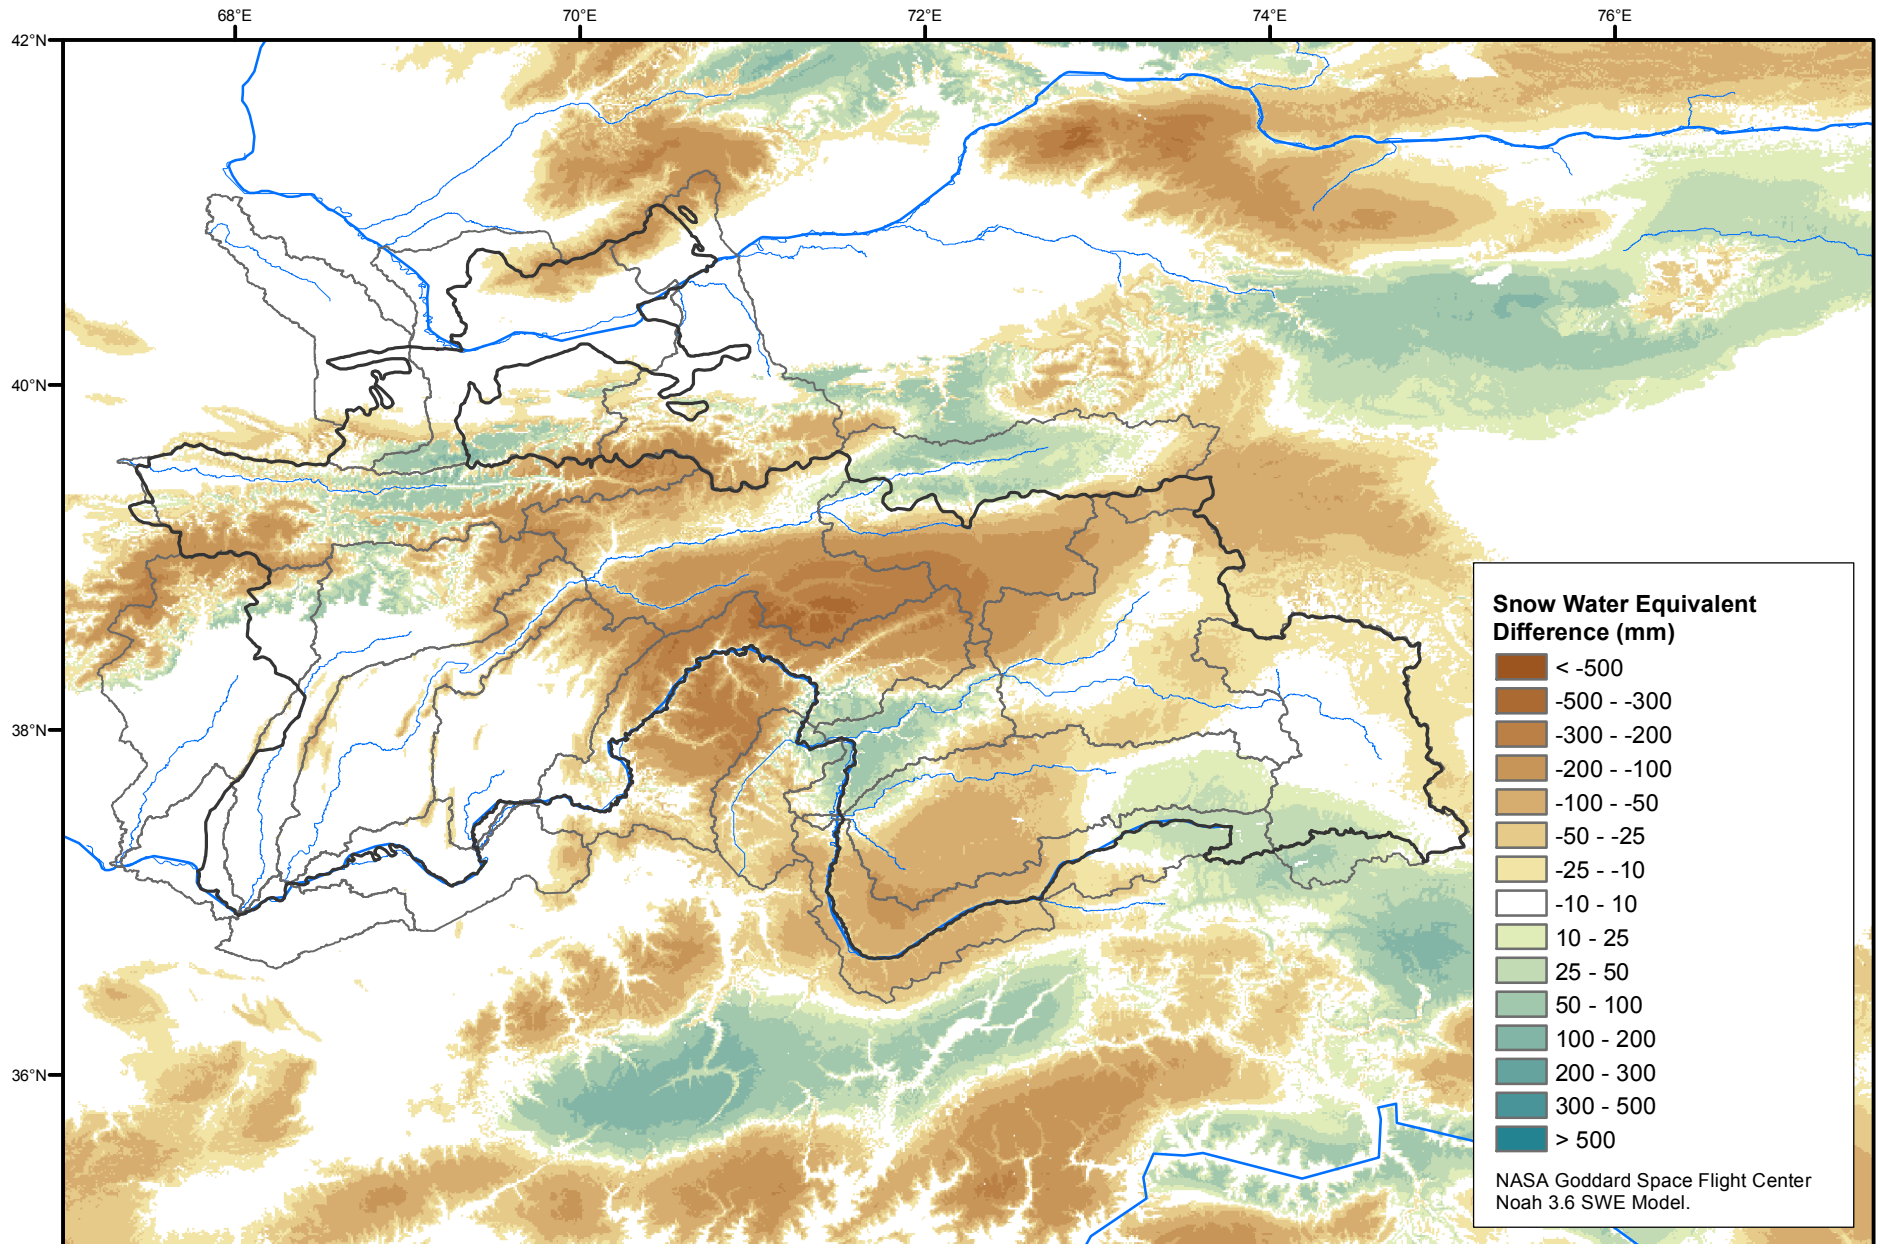 68°E
70°E
72°E
74°E
76°E
42°N
40°N
38°N
36°N
Snow Water Equivalent
Difference (mm)
< -500
-500 - -300
-300 - -200
-200 - -100
-100 - -50
-50 - -25
-25 - -10
-10 - 10
10 - 25
25 - 50
50 - 100
100 - 200
200 - 300
300 - 500
> 500
NASA Goddard Space Flight Center
Noah 3.6 SWE Model.